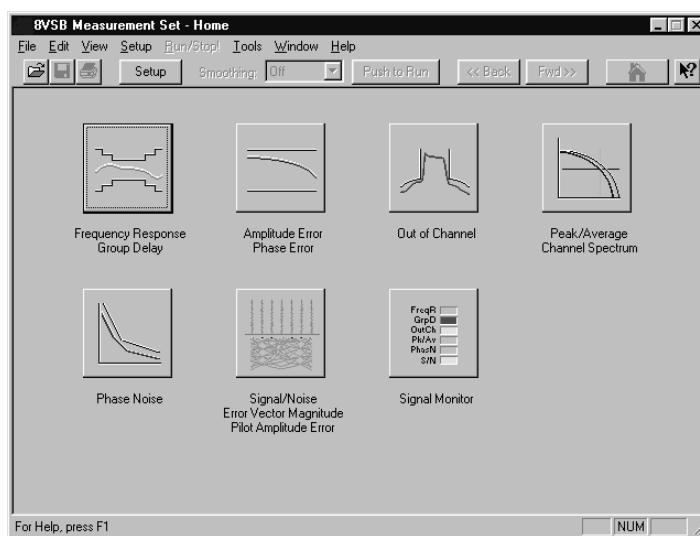 8VSB Measurement Set - Home
File Edit View Setup Run/Stop! Tools Window Help
Setup Smoothing: Off Push to Run << Back Fwd >>
Frequency Response
Group Delay
Amplitude Error
Phase Error
Out of Channel
Peak/Average
Channel Spectrum
FreqR
GrpD
OutCh
Pk/Av
PhasN
S/N
Phase Noise
Signal/Noise
Error Vector Magnitude
Pilot Amplitude Error
Signal Monitor
For Help, press F1
NUM